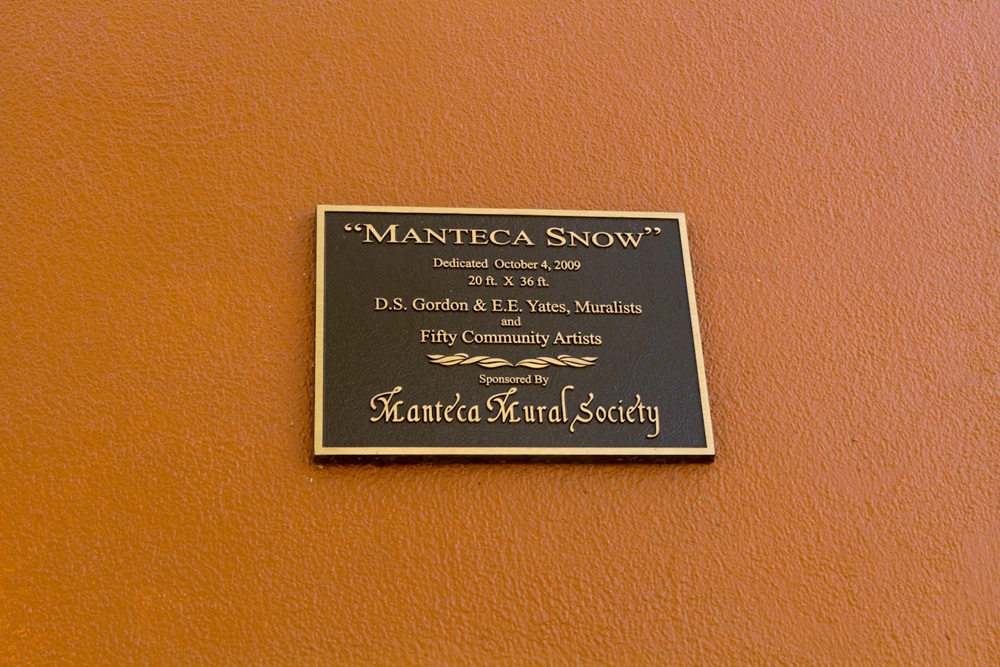 “MANTECA SNOW”
Dedicated October 4, 2009
20 ft. X 36 ft.
D.S. Gordon & E.E. Yates, Muralists
and
Fifty Community Artists
Sponsored By
Manteca Mural Society